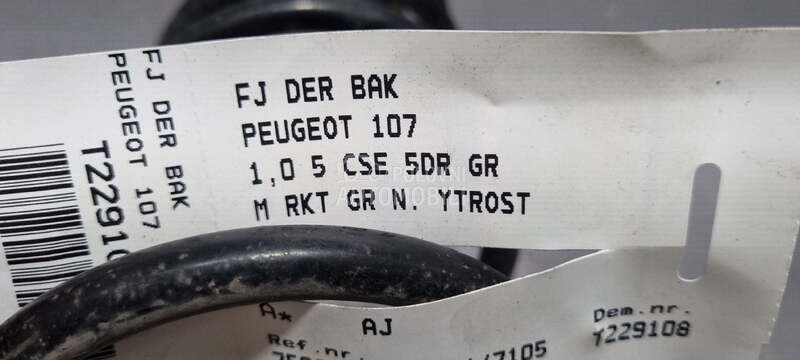 FJ DER BAK
PEUGEOT 107
1,0 5 CSE 5DR GR
M RKT GR N. YTROST
FJ DER BAK
PEUGEOT 107
A*
AJ
Dem.nr.
T229108
Ref.nr.